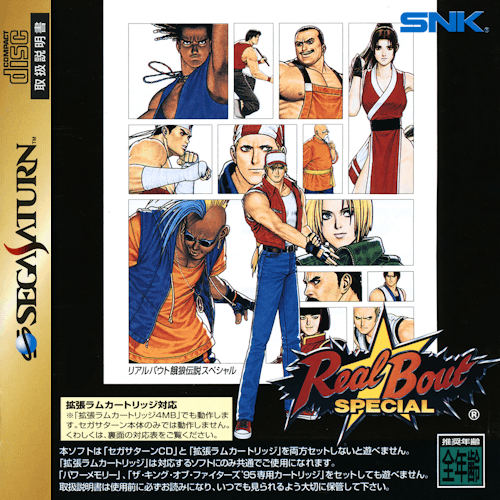 COMPACT
disc
取扱説明書
SNK®
SEGA SATURN™
リアルバウト餓狼伝説スペシャル
Real Bout
SPECIAL
®
拡張ラムカートリッジ対応
※「拡張ラムカートリッジ4MB」でも動作しま
す。セガサターン本体のみでは動作しません。
くわしくは、裏面の対応表をご覧ください。
推奨年齢
全年齢
本ソフトは「セガサターンCD」と「拡張ラムカートリッジ」を両方セットしないと遊べません。
「拡張ラムカートリッジ」は対応するソフトにのみ共通でご使用になれます。
「パワーメモリー」、「ザ・キング・オブ・ファイターズ'95専用カートリッジ」をセットしても遊べません。
取扱説明書は使用前に必ずお読みになり、いつでも見られるよう大切に保管して下さい。